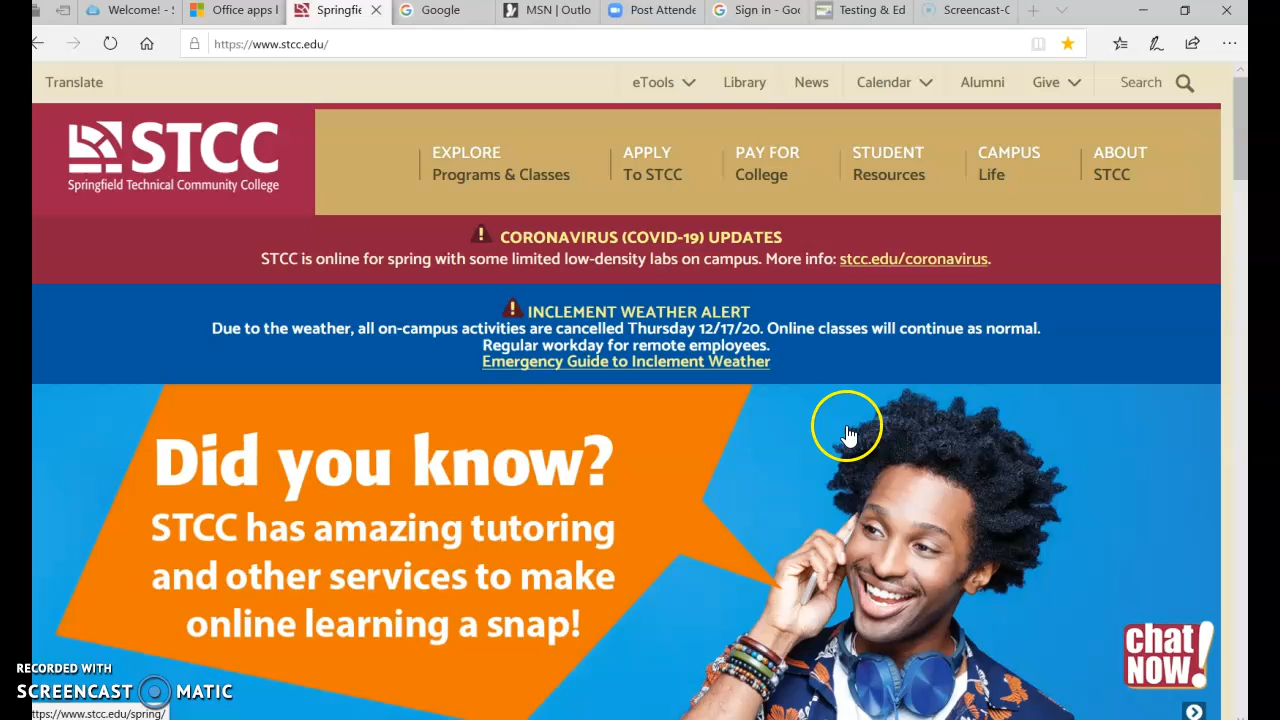 Welcome! - S
Office apps
Springfie
Google
MSN | Outlo
Post Attende
Sign in - Goo
Testing & Ed
Screencast-O
https://www.stcc.edu/
Translate
eTools
Library
News
Calendar
Alumni
Give
Search
STCC
Springfield Technical Community College
EXPLORE
Programs & Classes
APPLY
To STCC
PAY FOR
College
STUDENT
Resources
CAMPUS
Life
ABOUT
STCC
CORONAVIRUS (COVID-19) UPDATES
STCC is online for spring with some limited low-density labs on campus. More info: stcc.edu/coronavirus.
INCLEMENT WEATHER ALERT
Due to the weather, all on-campus activities are cancelled Thursday 12/17/20. Online classes will continue as normal.
Regular workday for remote employees.
Emergency Guide to Inclement Weather
Did you know?
STCC has amazing tutoring
and other services to make
online learning a snap!
chat
NOW!
RECORDED WITH
SCREENCAST MATIC
https://www.stcc.edu/spring/